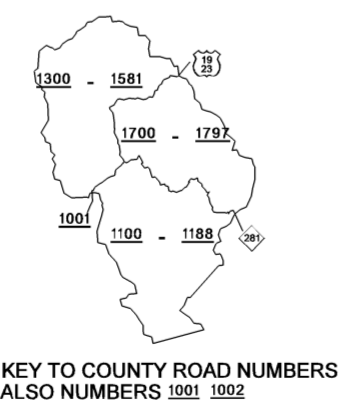 19
23
1300 - 1581
1700 - 1797
1001
1100 - 1188
281
KEY TO COUNTY ROAD NUMBERS
ALSO NUMBERS 1001 1002